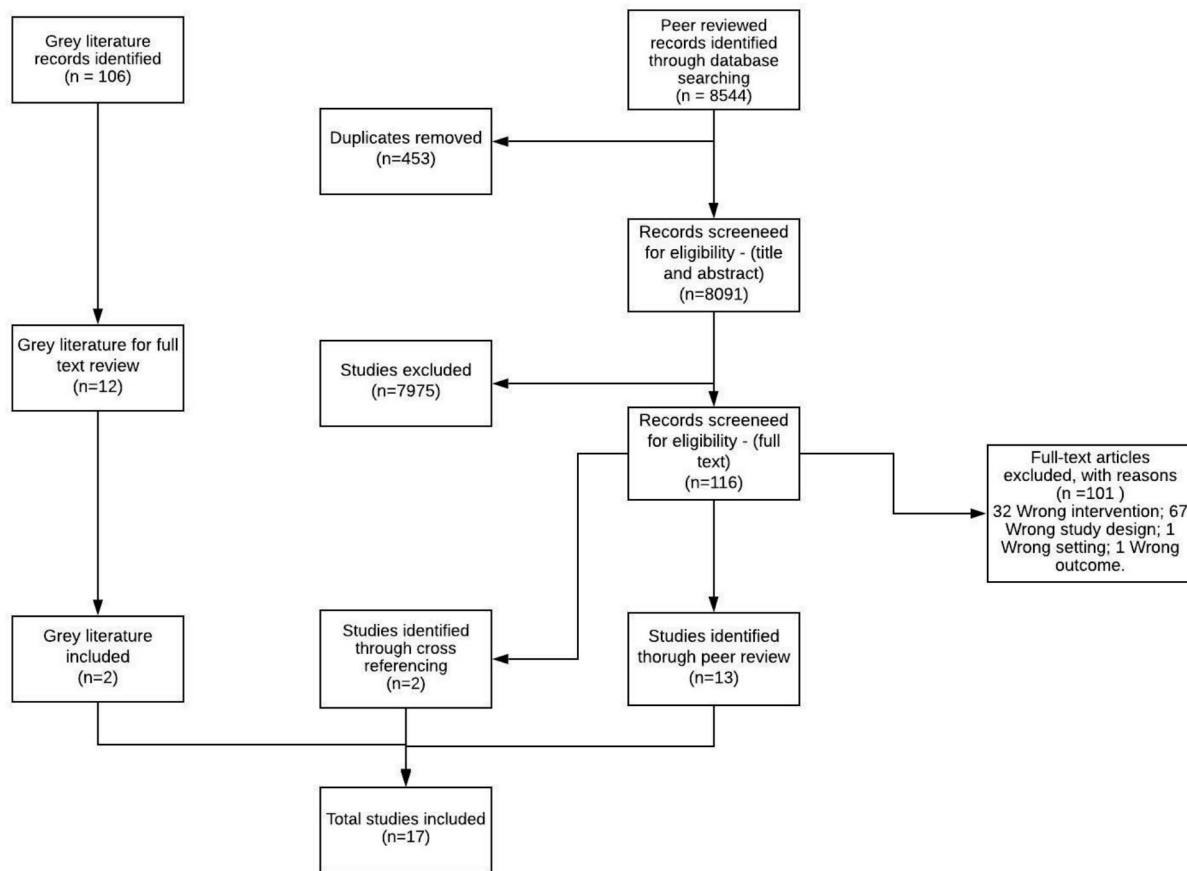 Grey literature
records identified
(n = 106)
Peer reviewed
records identified
through database
searching
(n = 8544)
Duplicates removed
(n=453)
Records screeneed
for eligibility - (title
and abstract)
(n=8091)
Grey literature for full
text review
(n=12)
Studies excluded
(n=7975)
Records screeneed
for eligibility - (full
text)
(n=116)
Full-text articles
excluded, with reasons
(n =101 )
32 Wrong intervention; 67
Wrong study design; 1
Wrong setting; 1 Wrong
outcome.
Grey literature
included
(n=2)
Studies identified
through cross
referencing
(n=2)
Studies identified
thorugh peer review
(n=13)
Total studies included
(n=17)